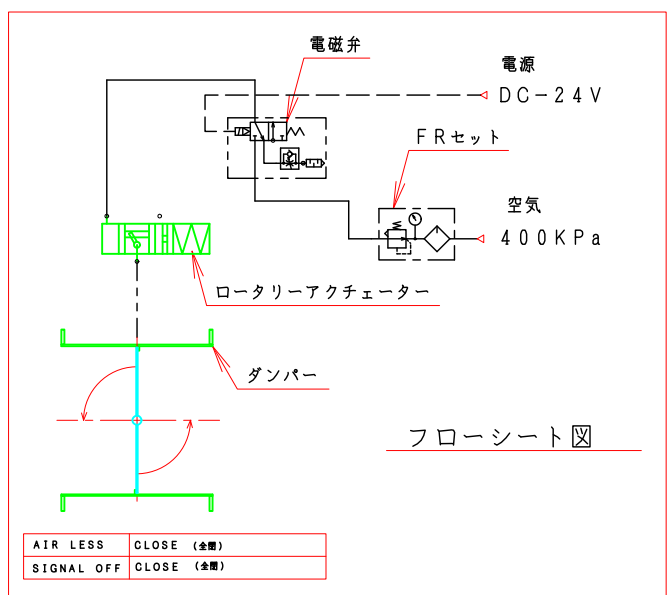 電磁弁
電源
DC-24V
FRセット
空気
400KPa
ロータリーアクチェーター
ダンパー
フローシート図
AIR LESS CLOSE (全閉)
SIGNAL OFF CLOSE (全閉)